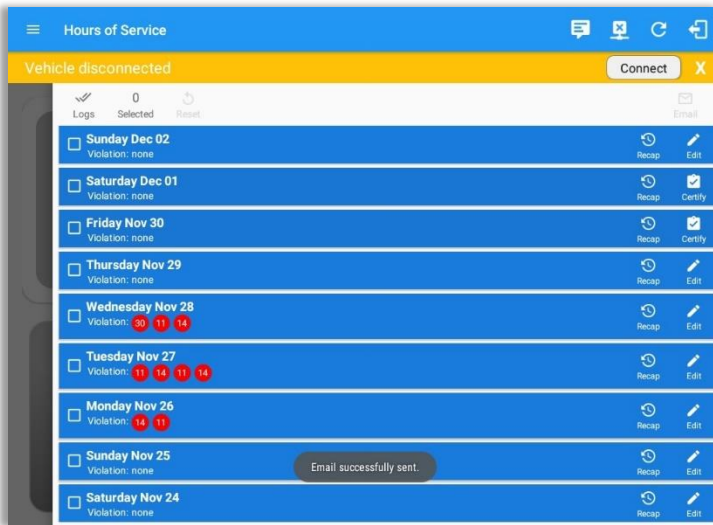 Hours of Service
Vehicle disconnected
Connect X
Logs
0
Selected
Reset
Email
Sunday Dec 02
Violation: none
Recap
Edit
Saturday Dec 01
Violation: none
Recap
Certify
Friday Nov 30
Violation: none
Recap
Certify
Thursday Nov 29
Violation: none
Recap
Edit
Wednesday Nov 28
Violation: 30 11 14
Recap
Edit
Tuesday Nov 27
Violation: 11 14 11 14
Recap
Edit
Monday Nov 26
Violation: 14 11
Recap
Edit
Sunday Nov 25
Violation: none
Recap
Edit
Email successfully sent.
Saturday Nov 24
Violation: none
Recap
Edit